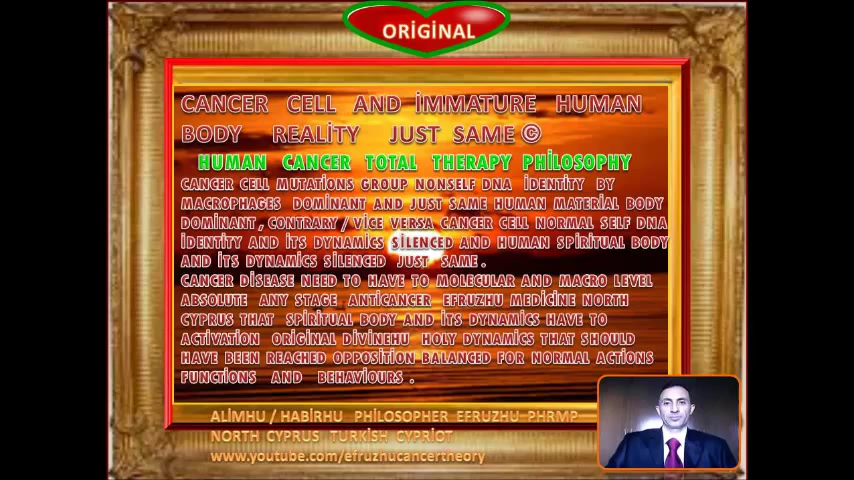 ORİGİNAL
CANCER CELL AND İMMATURE HUMAN
BODY REALİTY JUST SAME ©
HUMAN CANCER TOTAL THERAPY PHİLOSOPHY
CANCER CELL MUTATİONS GROUP NONSELF DNA İDENTİTY BY
MACROPHAGES DOMİNANT AND JUST SAME HUMAN MATERİAL BODY
DOMİNANT , CONTRARY / VİCE VERSA CANCER CELL NORMAL SELF DNA
İDENTİTY AND İTS DYNAMİCS SİLENCED AND HUMAN SPİRİTUAL BODY
AND İTS DYNAMİCS SİLENCED JUST SAME .
CANCER DİSEASE NEED TO HAVE TO MOLECULAR AND MACRO LEVEL
ABSOLUTE ANY STAGE ANTİCANCER EFRUZHU MEDİCİNE NORTH
CYPRUS THAT SPİRİTUAL BODY AND İTS DYNAMİCS HAVE TO
ACTİVATİON ORİGİNAL DİVİNEHU HOLY DYNAMİCS THAT SHOULD
HAVE BEEN REACHED OPPOSİTİON BALANCED FOR NORMAL ACTİONS
FUNCTİONS AND BEHAVİOURS .
ALİMHU / HABİRHU PHİLOSOPHER EFRUZHU PHRMP
NORTH CYPRUS TURKİSH CYPRİOT
www.youtube.com/efruzhucancertheory